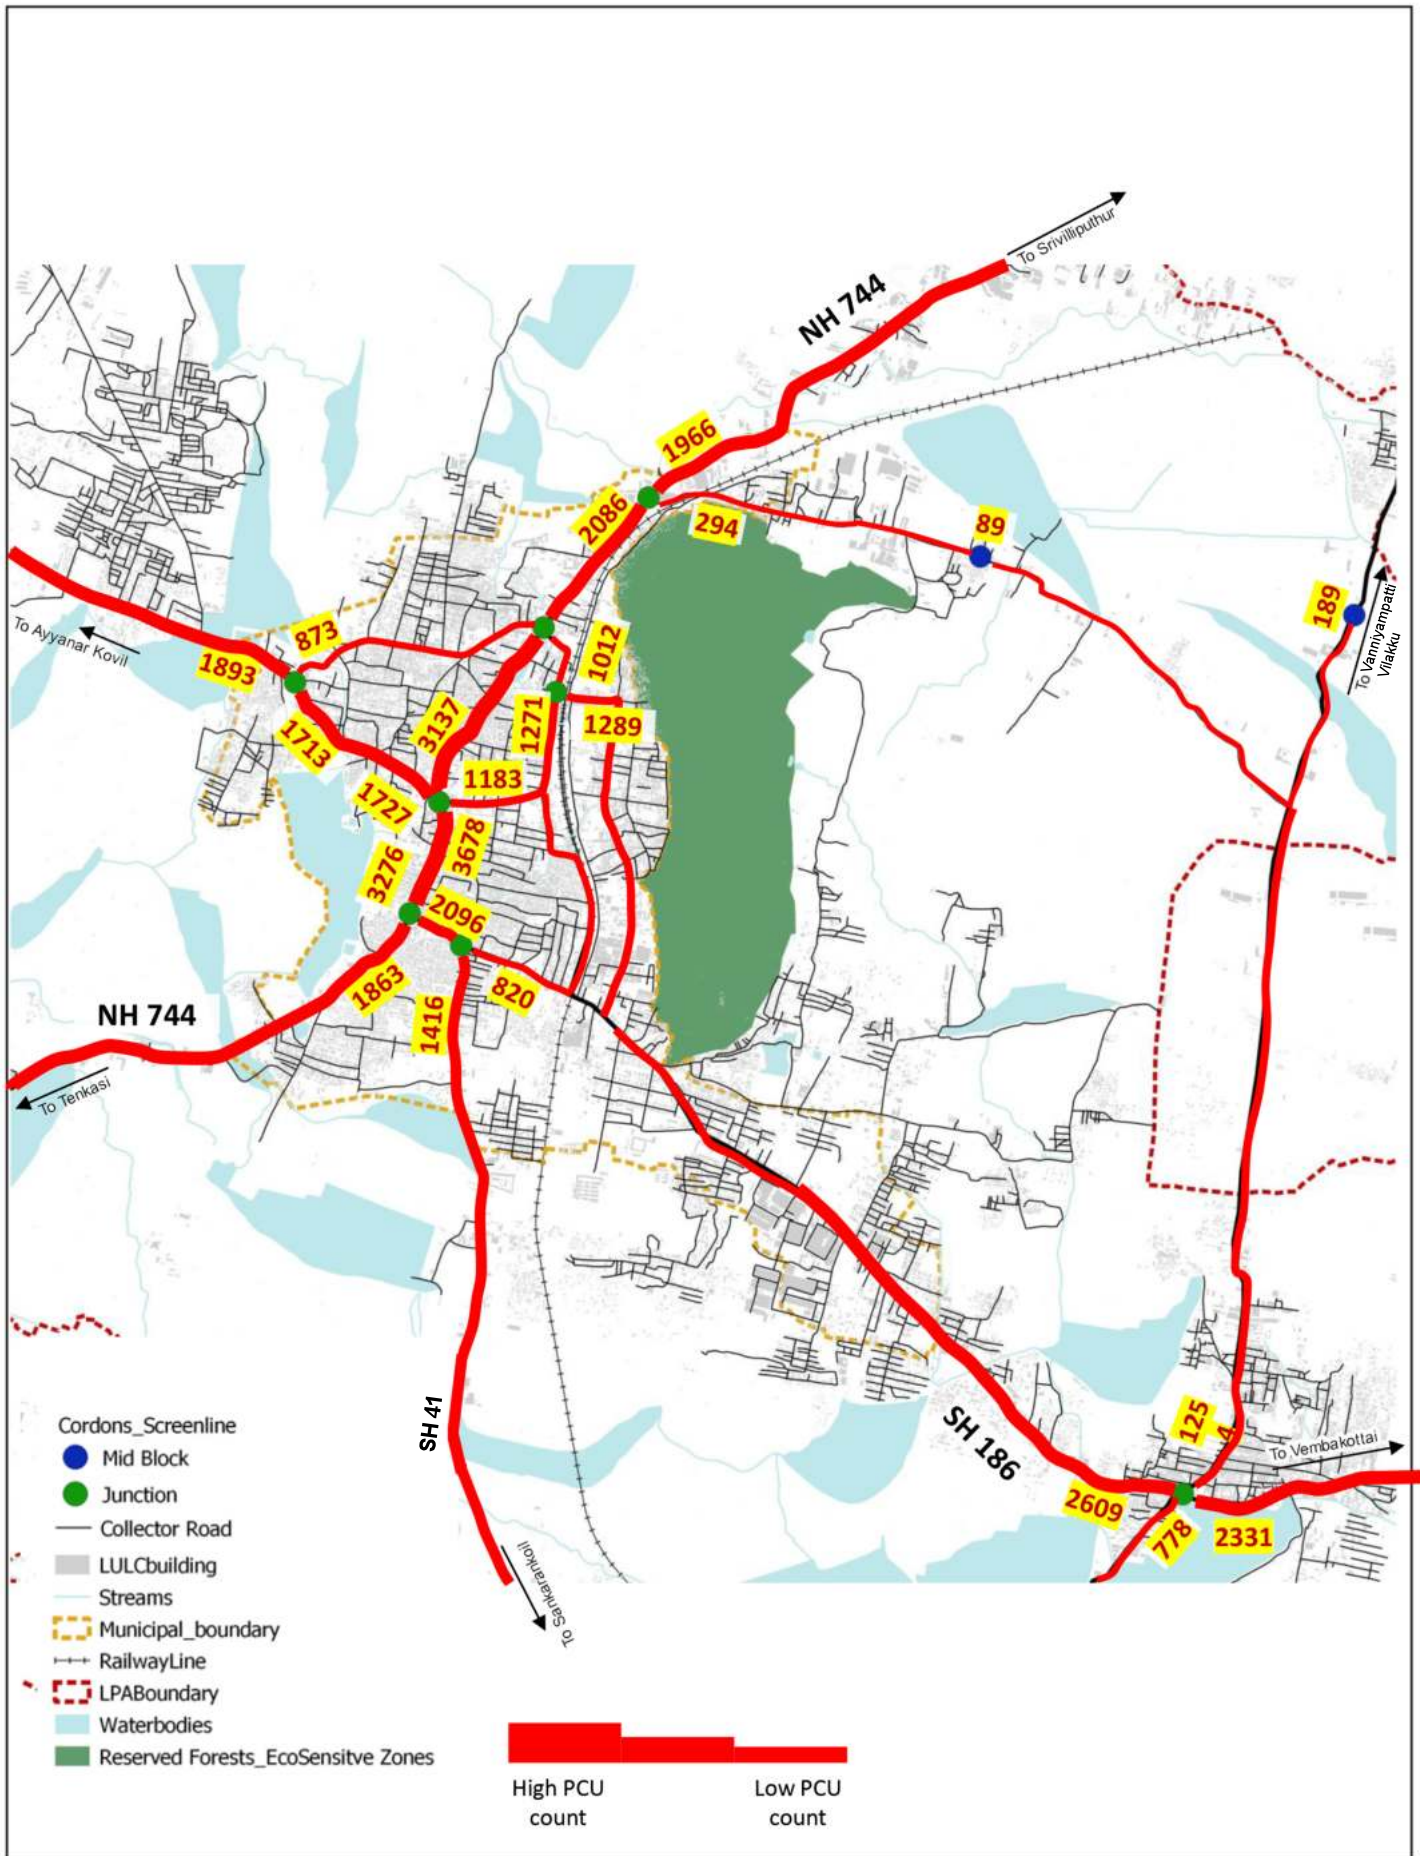 To Srivilliputhur
NH 744
1966
2086
294
89
189
To Vanniyampatti
Vilakku
To Ayyanar Kovil
873
1893
1012
1713
3137
1271
1289
1183
1727
3678
3276
2096
1863
820
1416
NH 744
To Tenkasi
SH 41
SH 186
125
4
To Vembakottai
2609
778
2331
To Sankarankoil
Cordons_Screenline
Mid Block
Junction
Collector Road
LULCbuilding
Streams
Municipal_boundary
RailwayLine
LPABoundary
Waterbodies
Reserved Forests_EcoSensitve Zones
High PCU
count
Low PCU
count